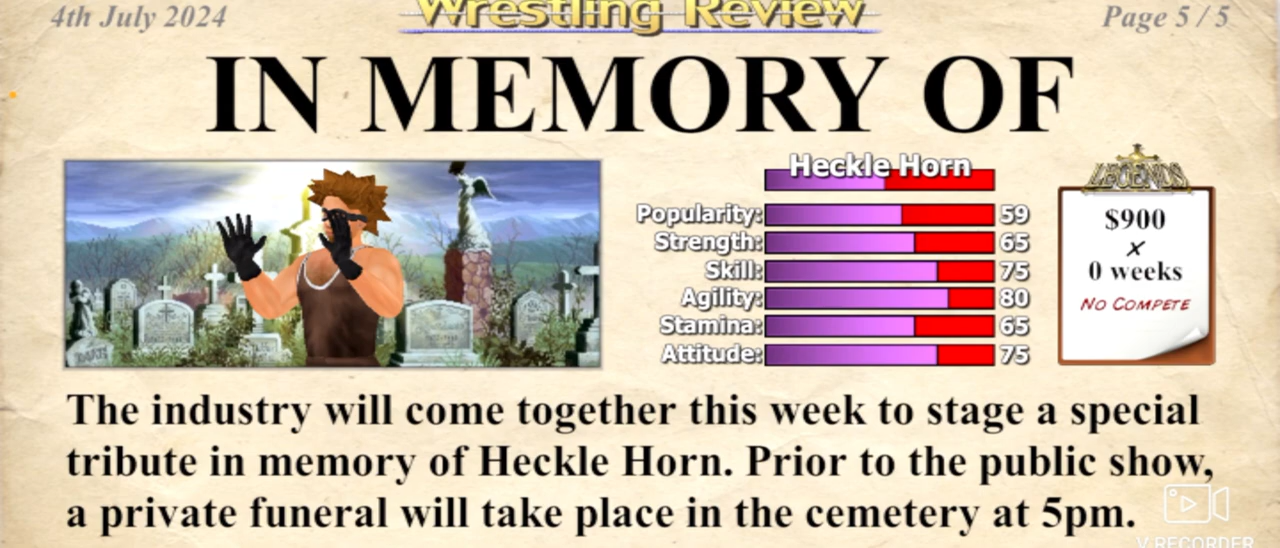 4th July 2024
Wrestling Review
Page 5 / 5
IN MEMORY OF
Heckle Horn
Popularity: 59
Strength: 65
Skill: 75
Agility: 80
Stamina: 65
Attitude: 75
LEGENDS
$900
x
0 weeks
NO COMPETE
The industry will come together this week to stage a special
tribute in memory of Heckle Horn. Prior to the public show,
a private funeral will take place in the cemetery at 5pm.
V RECORDER